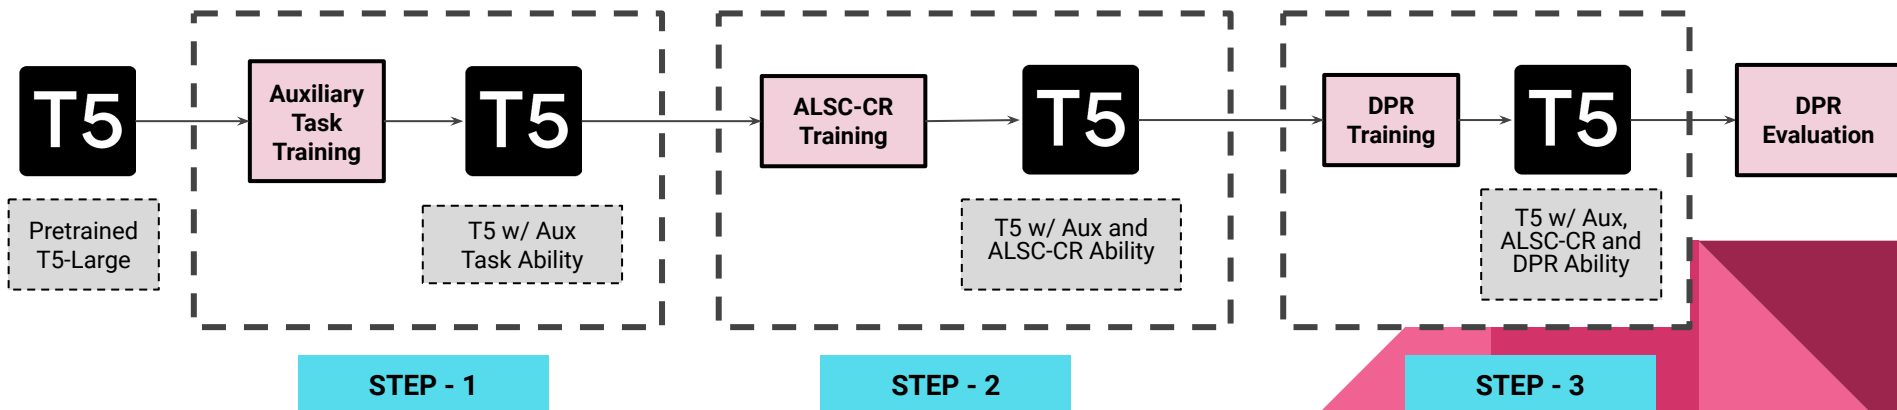 T5
Pretrained
T5-Large
Auxiliary
Task
Training
T5
T5 w/ Aux
Task Ability
STEP - 1
ALSC-CR
Training
T5
T5 w/ Aux and
ALSC-CR Ability
STEP - 2
DPR
Training
T5
T5 w/ Aux,
ALSC-CR and
DPR Ability
STEP - 3
DPR
Evaluation